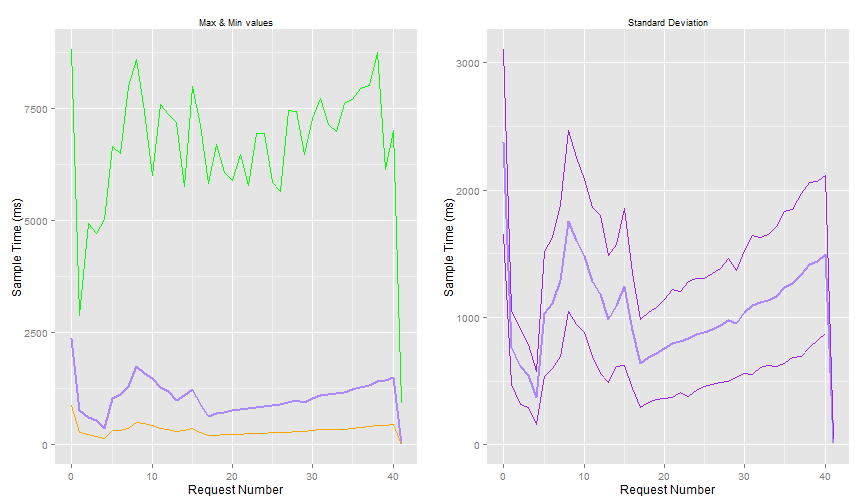 Max & Min values
Sample Time (ms)
7500
5000
2500
0
0 10 20 30 40
Request Number
Standard Deviation
Sample Time (ms)
3000
2000
1000
0
0 10 20 30 40
Request Number